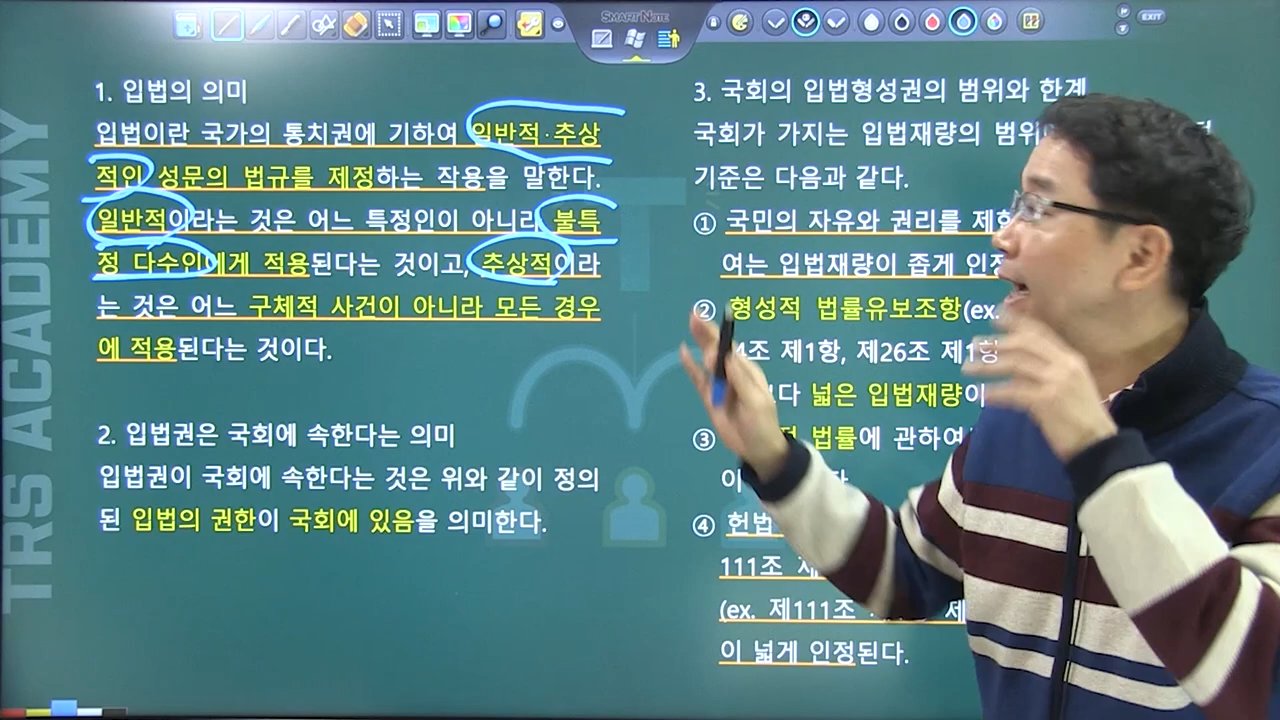 SMART NOTE
EXIT
TRS ACADEMY
1. 입법의 의미
입법이란 국가의 통치권에 기하여 일반적·추상
적인 성문의 법규를 제정하는 작용을 말한다.
일반적이라는 것은 어느 특정인이 아니라 불특
정 다수인에게 적용된다는 것이고, 추상적이라
는 것은 어느 구체적 사건이 아니라 모든 경우
에 적용된다는 것이다.
2. 입법권은 국회에 속한다는 의미
입법권이 국회에 속한다는 것은 위와 같이 정의
된 입법의 권한이 국회에 있음을 의미한다.
3. 국회의 입법형성권의 범위와 한계
국회가 가지는 입법재량의 범위
기준은 다음과 같다.
① 국민의 자유와 권리를
여는 입법재량이 좁게
② 형성적 법률유보조항(ex.
4조 제1항, 제26조 제1항
넓은 입법재량이
③ 법률에 관하여
이
④ 헌법
111조
(ex. 제111조
이 넓게 인정된다.